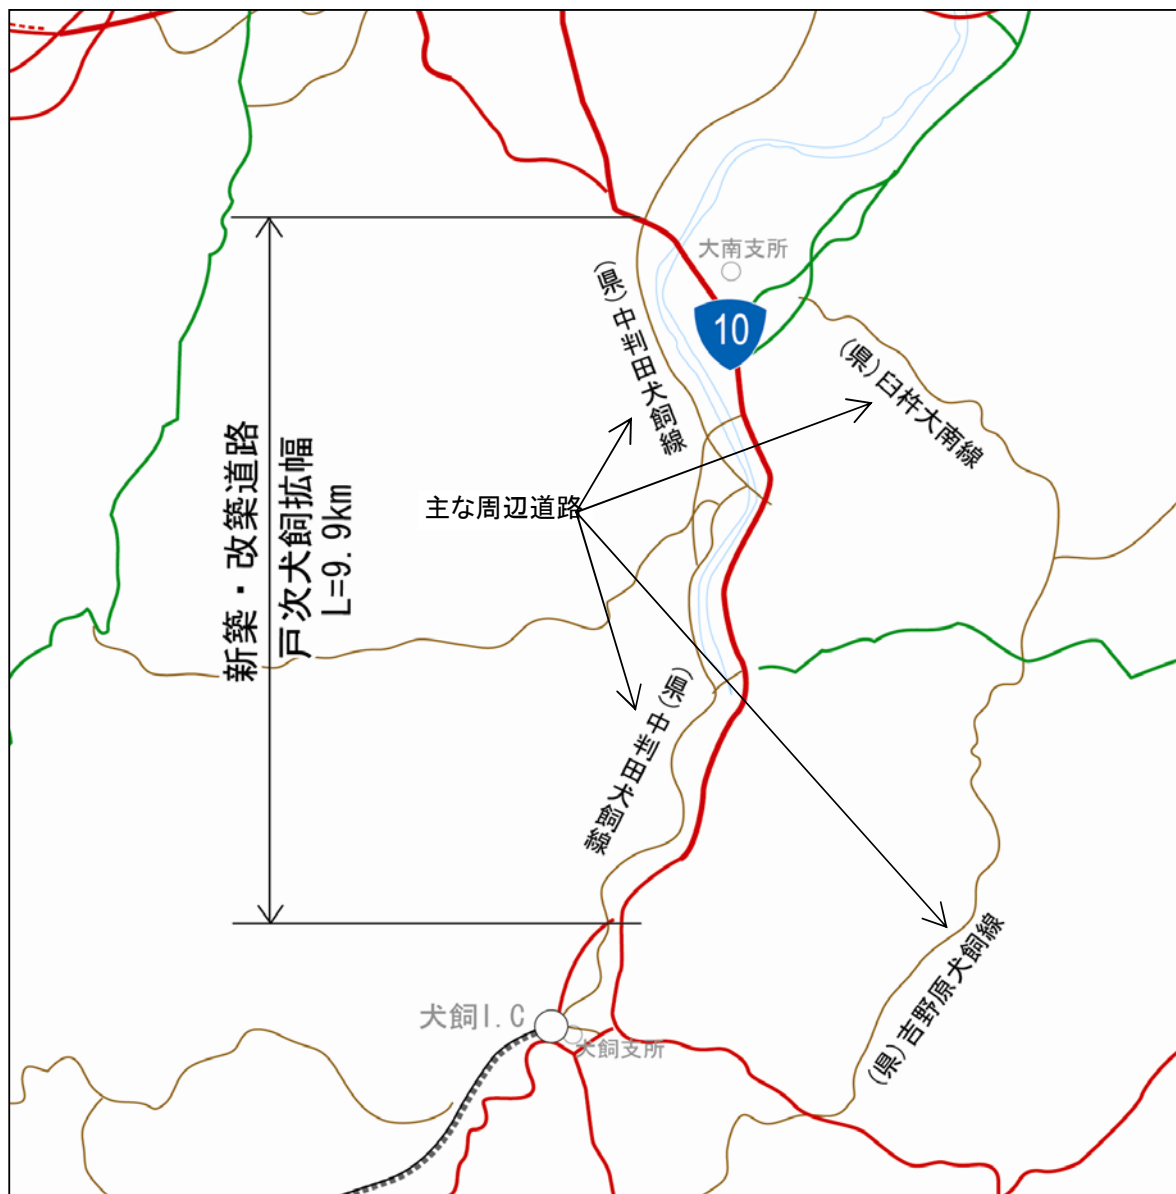 大南支所
10
(県)中判田犬飼線
(県)臼杵大南線
新築・改築道路
戸次犬飼拡幅
L=9.9km
主な周辺道路
(県)中判田犬飼線
(県)吉野原犬飼線
犬飼I.C
犬飼支所